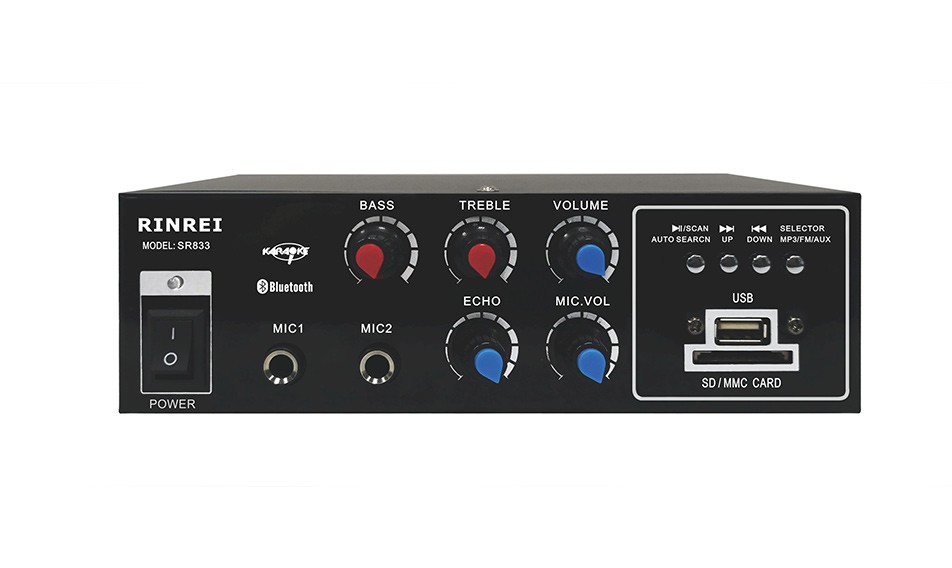 RINREI
MODEL: SR833
POWER
KARAOKE
Bluetooth
MIC1
MIC2
BASS
TREBLE
VOLUME
ECHO
MIC.VOL
/SCAN
AUTO SEARCN
UP
DOWN
SELECTOR
MP3/FM/AUX
USB
SD/MMC CARD